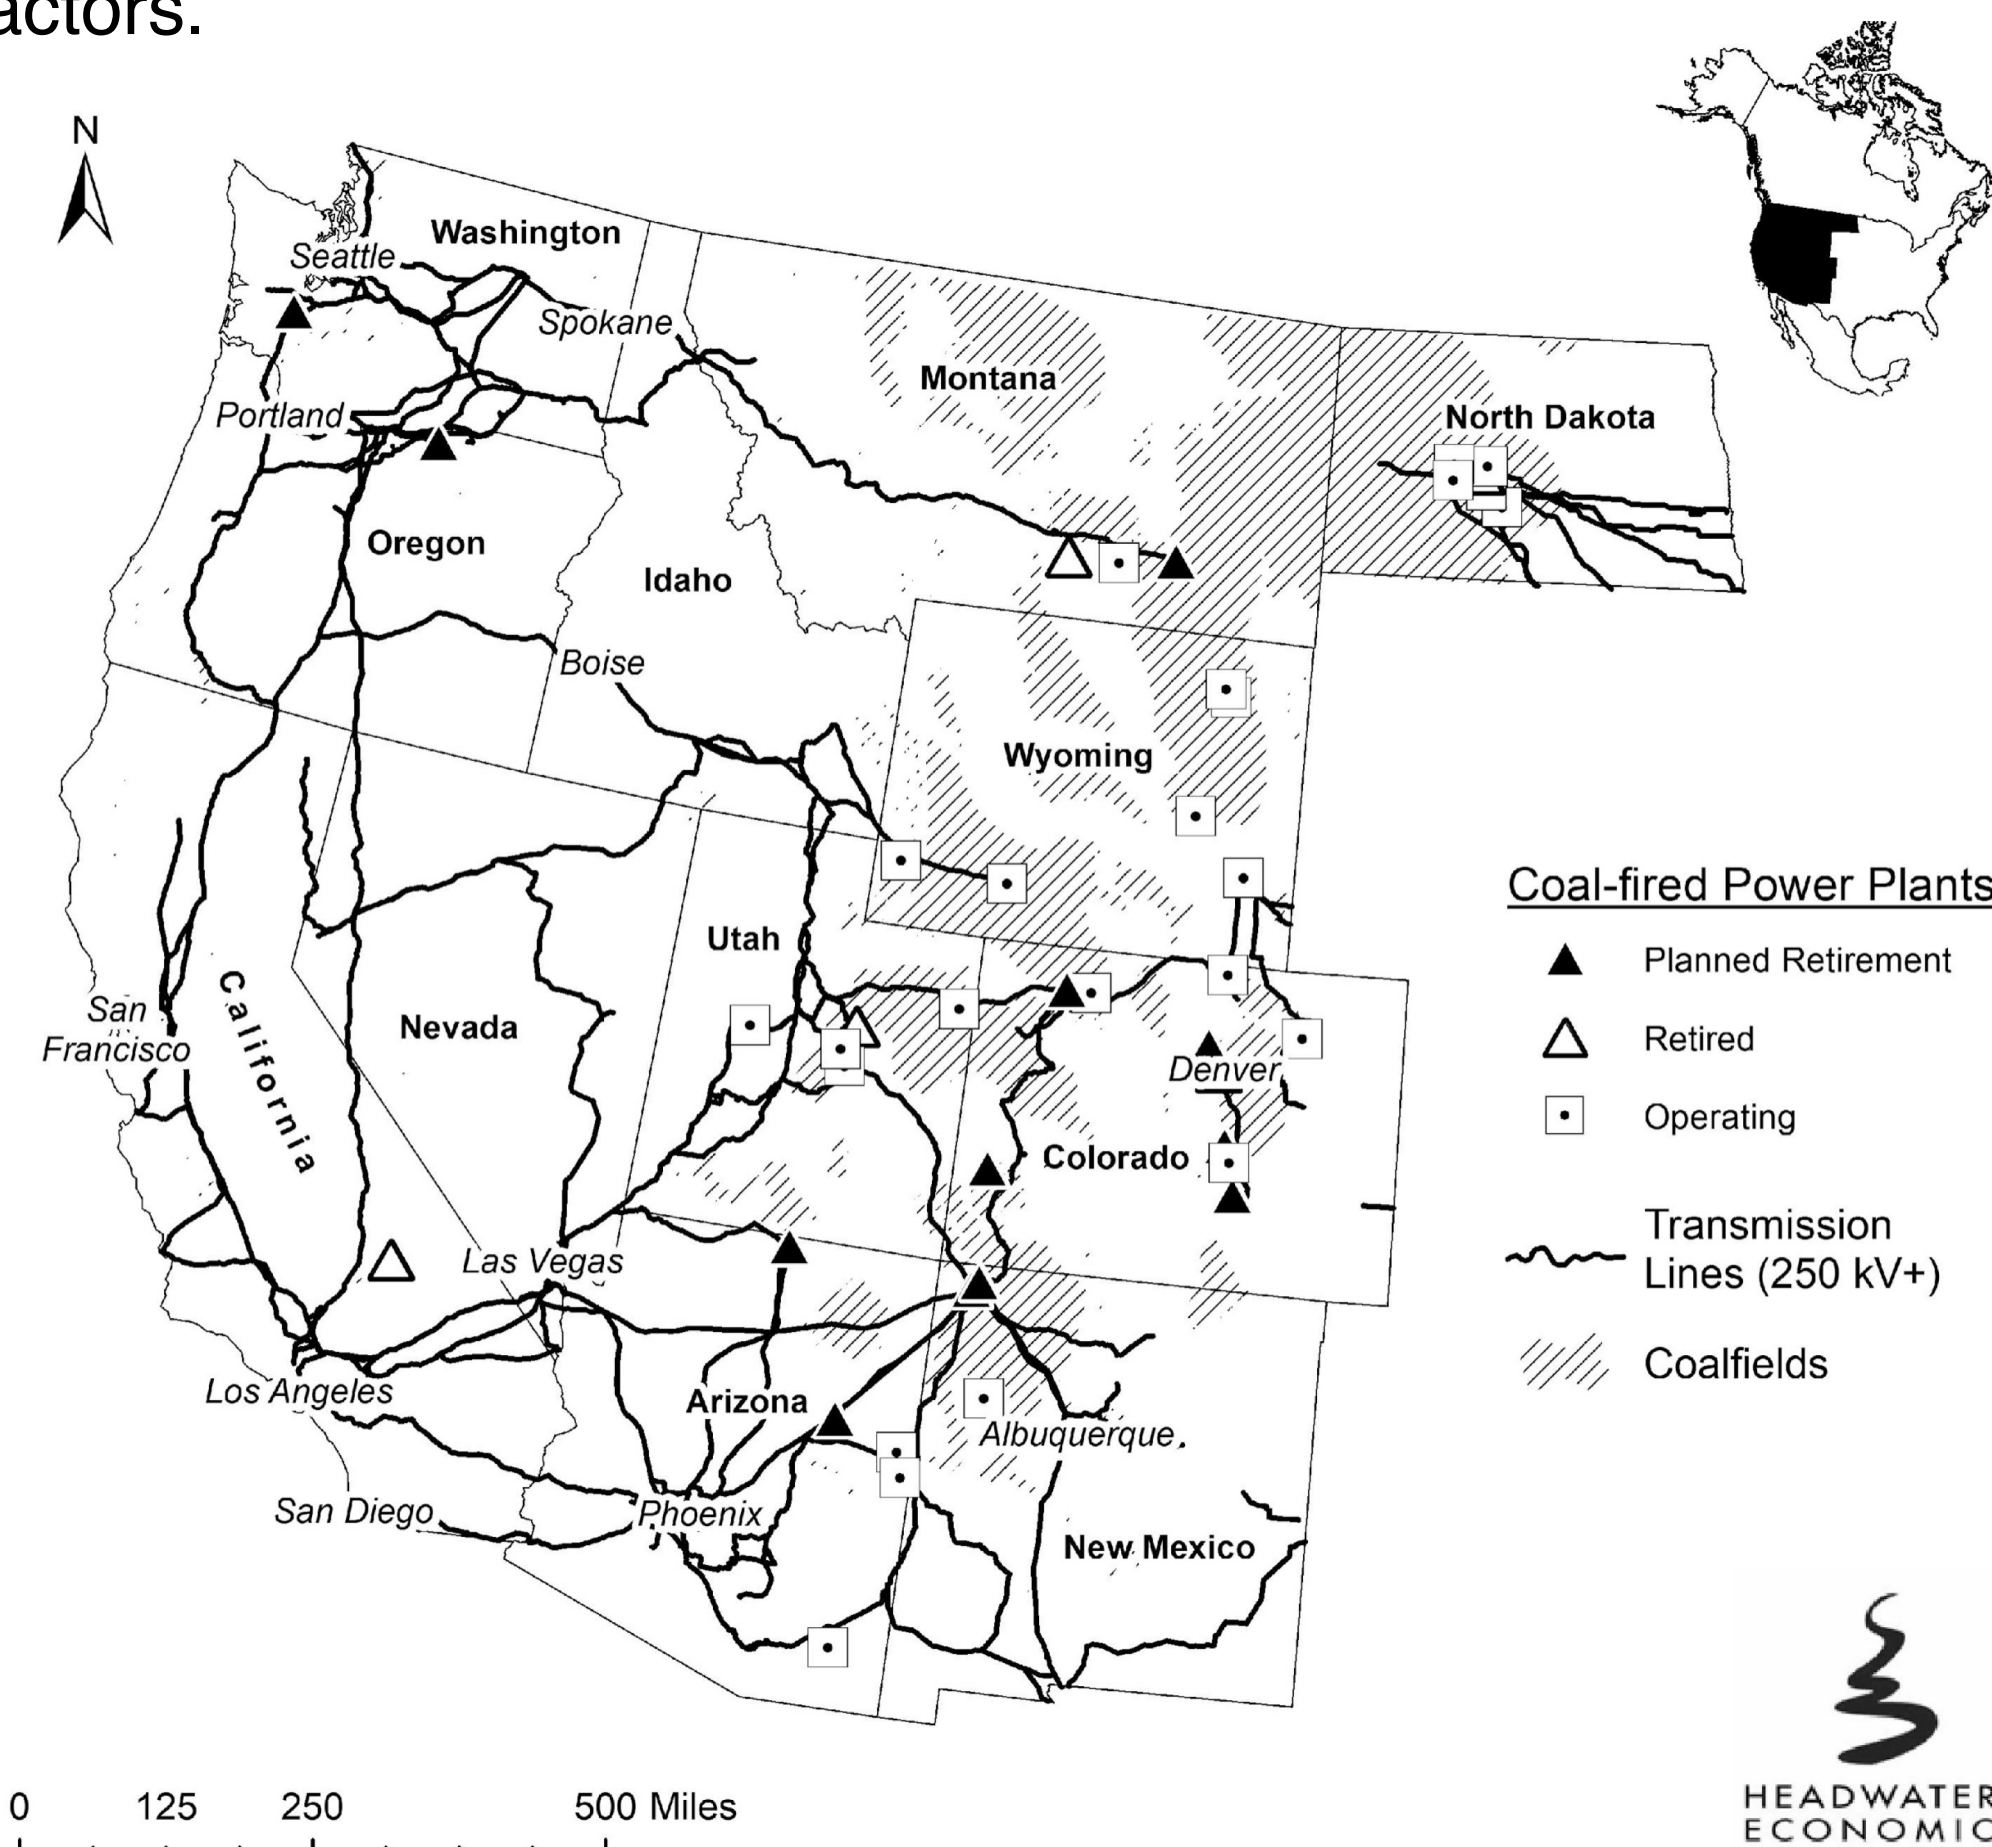 actors.
N
Washington
Seattle
Spokane
Montana
Portland
North Dakota
Oregon
Idaho
Boise
Wyoming
Coal-fired Power Plants
Planned Retirement
Utah
San
Francisco
California
Nevada
Retired
Denver
Operating
Colorado
Transmission
Lines (250 kV+)
Las Vegas
Coalfields
Los Angeles
Arizona
Albuquerque
San Diego
Phoenix
New Mexico
0 125 250 500 Miles
HEADWATER
ECONOMIC